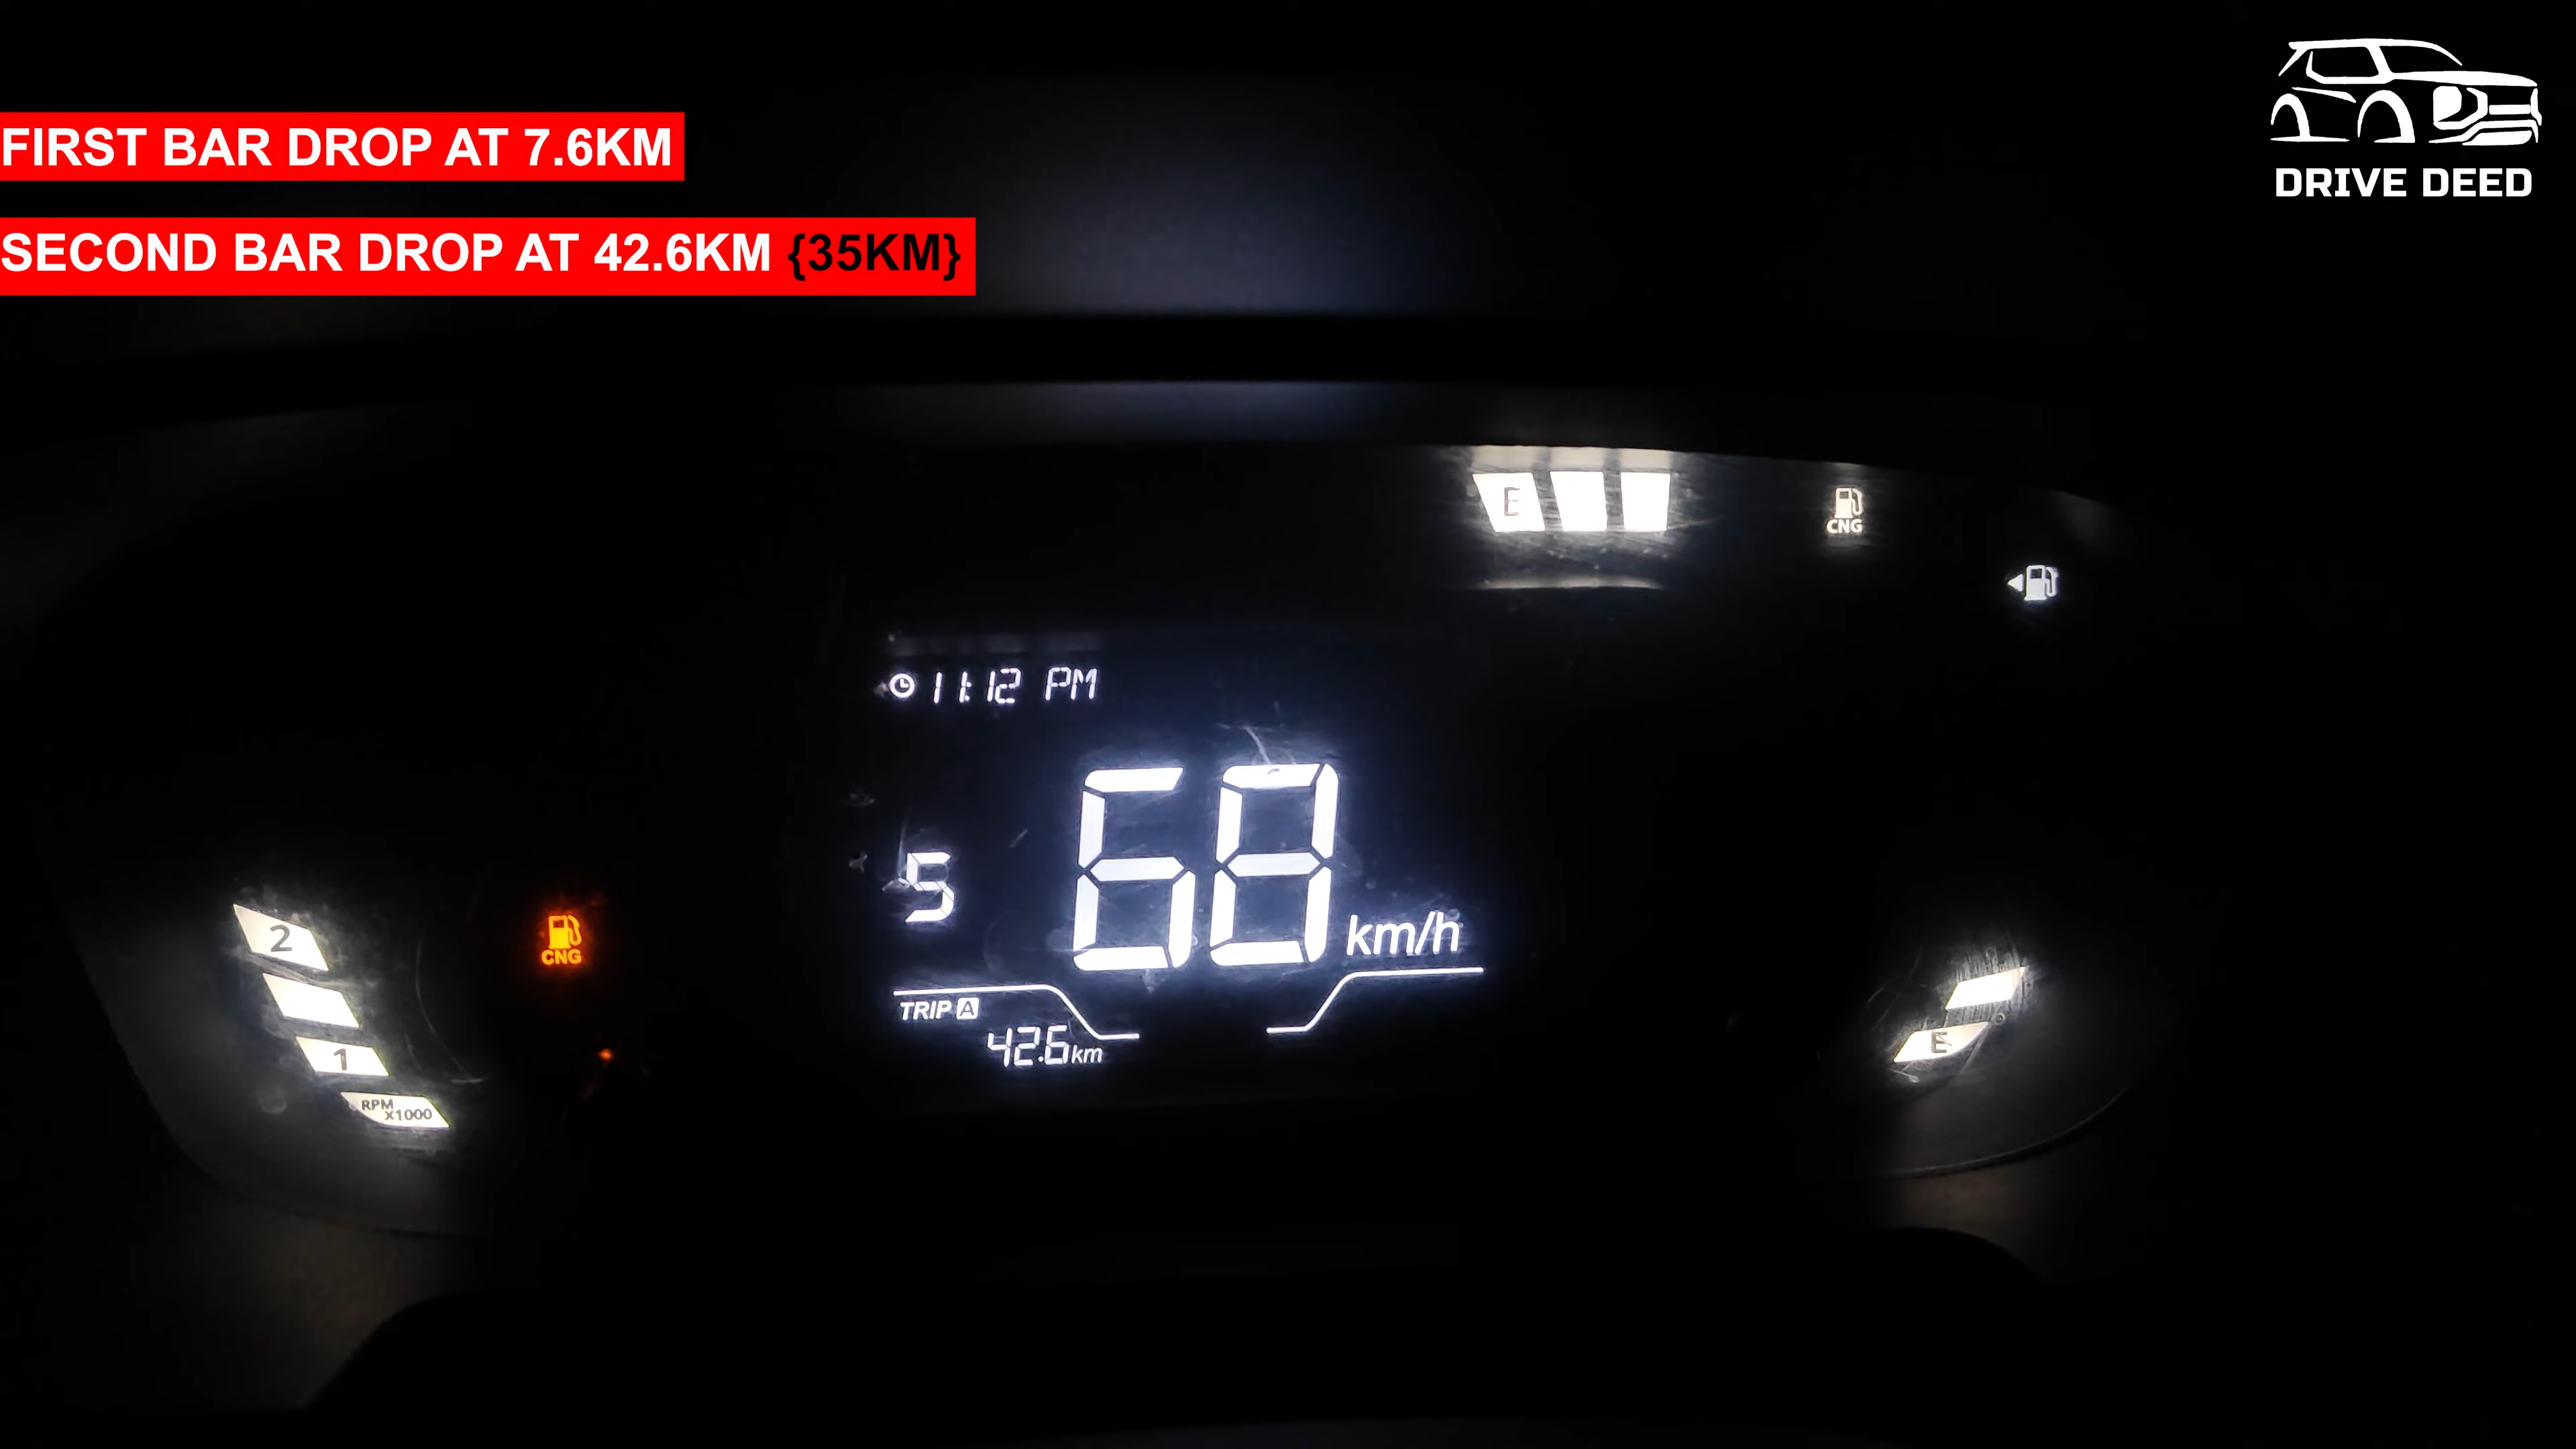 FIRST BAR DROP AT 7.6KM
SECOND BAR DROP AT 42.6KM {35KM}
DRIVE DEED
E
CNG
11:12 PM
68 km/h
5
2
CNG
1
RPM X1000
TRIP A
42.6km
E